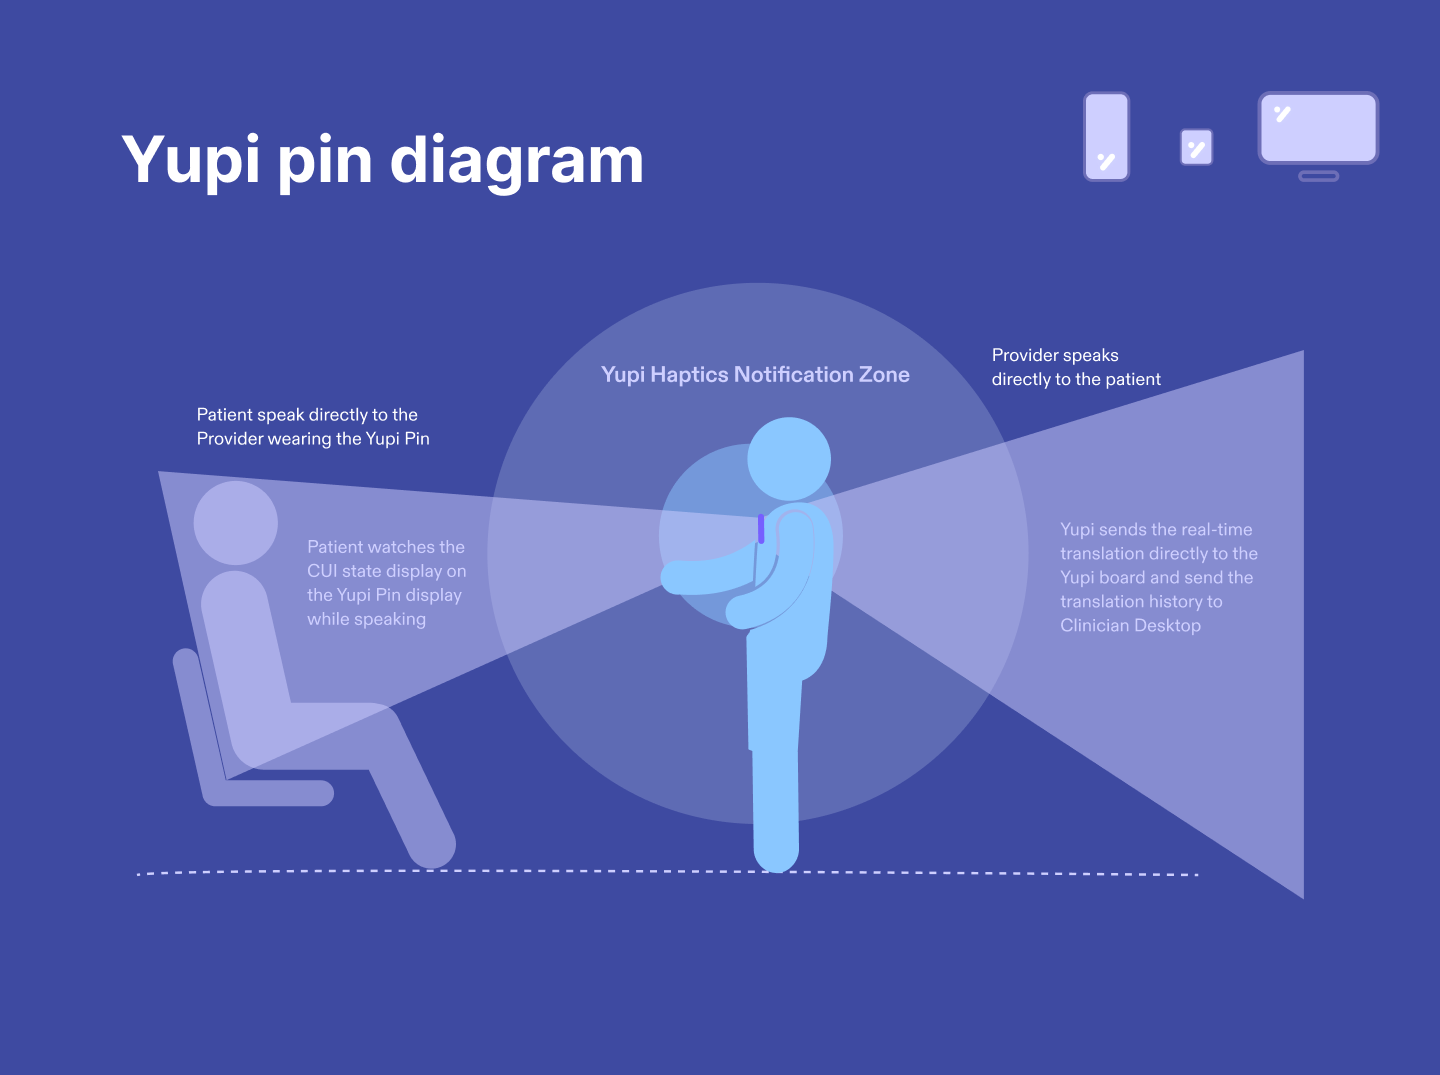 Yupi pin diagram
Yupi Haptics Notification Zone
Provider speaks
directly to the patient
Patient speak directly to the
Provider wearing the Yupi Pin
Patient watches the
CUI state display on
the Yupi Pin display
while speaking
Yupi sends the real-time
translation directly to the
Yupi board and send the
translation history to
Clinician Desktop